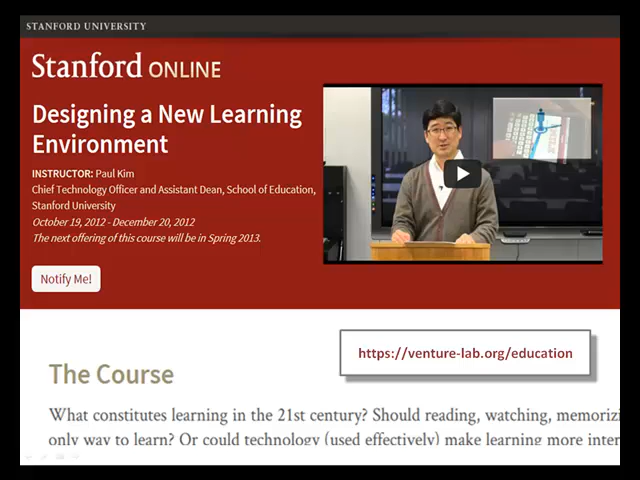 STANFORD UNIVERSITY
Stanford ONLINE
Designing a New Learning
Environment
INSTRUCTOR: Paul Kim
Chief Technology Officer and Assistant Dean, School of Education,
Stanford University
October 19, 2012 - December 20, 2012
The next offering of this course will be in Spring 2013.
Notify Me!
https://venture-lab.org/education
The Course
What constitutes learning in the 21st century? Should reading, watching, memorizi
only way to learn? Or could technology (used effectively) make learning more inter